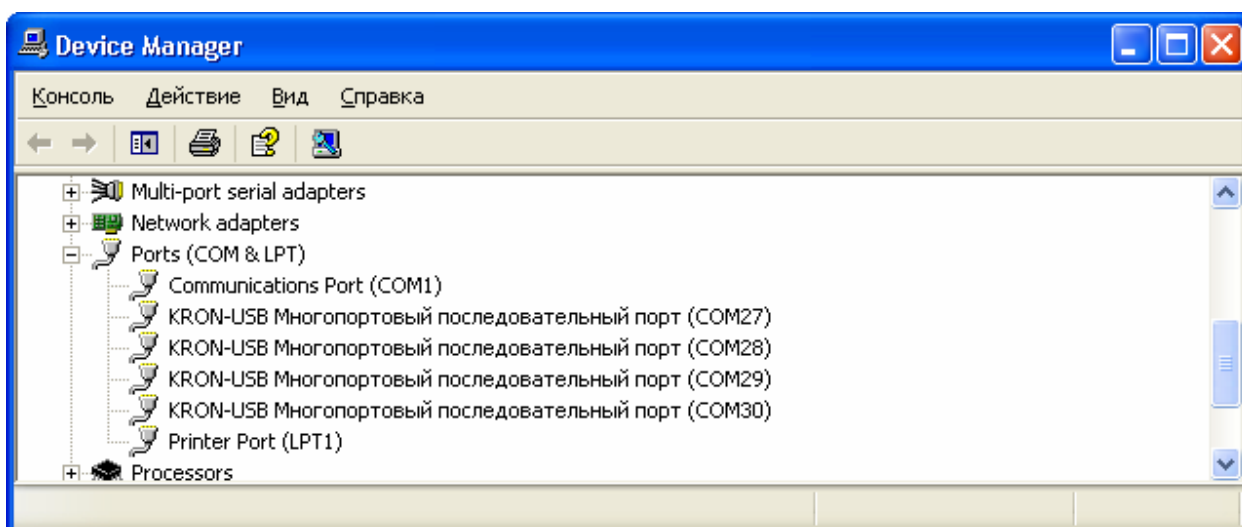 Device Manager
Консоль Действие Вид Справка
Multi-port serial adapters
Network adapters
Ports (COM & LPT)
Communications Port (COM1)
KRON-USB Многопортовый последовательный порт (COM27)
KRON-USB Многопортовый последовательный порт (COM28)
KRON-USB Многопортовый последовательный порт (COM29)
KRON-USB Многопортовый последовательный порт (COM30)
Printer Port (LPT1)
Processors